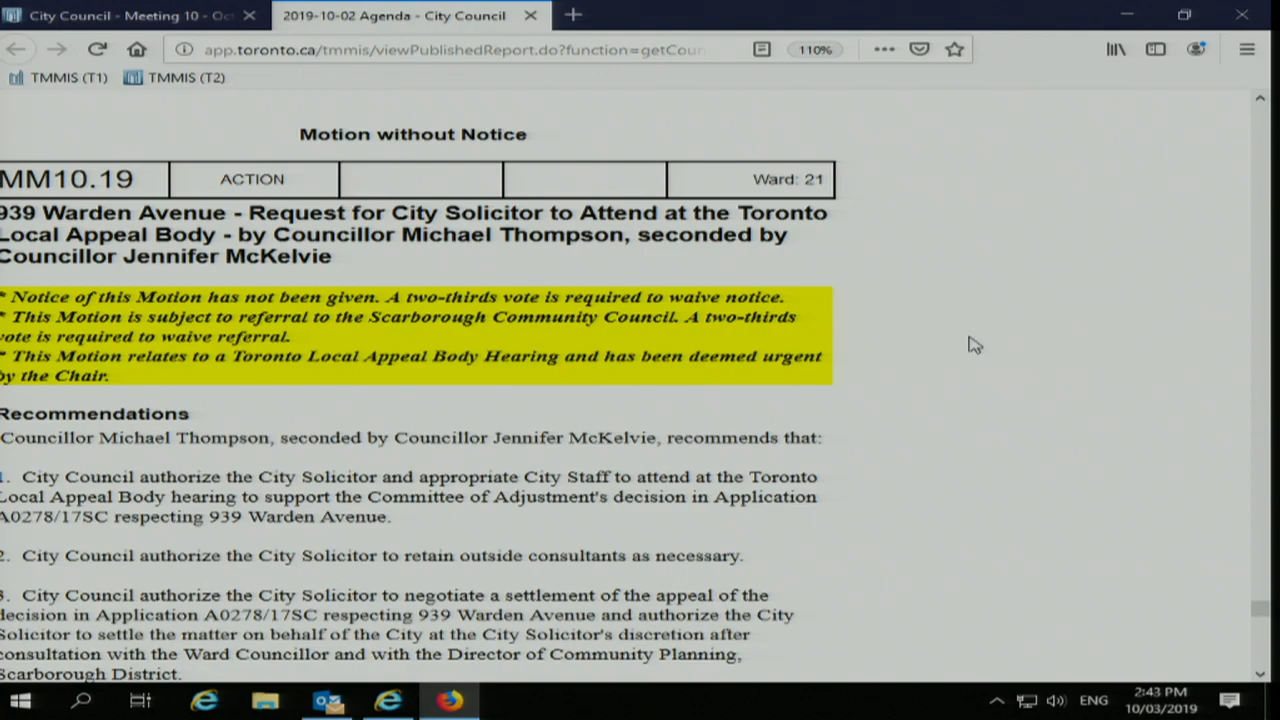 City Council - Meeting 10 - Oc
2019-10-02 Agenda - City Council
app.toronto.ca/tmmis/viewPublishedReport.do?function=getCour
110%
TMMIS (T1)
TMMIS (T2)
Motion without Notice
MM10.19
ACTION
Ward: 21
939 Warden Avenue - Request for City Solicitor to Attend at the Toronto
Local Appeal Body - by Councillor Michael Thompson, seconded by
Councillor Jennifer McKelvie
* Notice of this Motion has not been given. A two-thirds vote is required to waive notice.
* This Motion is subject to referral to the Scarborough Community Council. A two-thirds
vote is required to waive referral.
* This Motion relates to a Toronto Local Appeal Body Hearing and has been deemed urgent
by the Chair.
Recommendations
Councillor Michael Thompson, seconded by Councillor Jennifer McKelvie, recommends that:
1. City Council authorize the City Solicitor and appropriate City Staff to attend at the Toronto
Local Appeal Body hearing to support the Committee of Adjustment's decision in Application
A0278/17SC respecting 939 Warden Avenue.
2. City Council authorize the City Solicitor to retain outside consultants as necessary.
3. City Council authorize the City Solicitor to negotiate a settlement of the appeal of the
decision in Application A0278/17SC respecting 939 Warden Avenue and authorize the City
Solicitor to settle the matter on behalf of the City at the City Solicitor's discretion after
consultation with the Ward Councillor and with the Director of Community Planning,
Scarborough District.
ENG
2:43 PM
10/03/2019